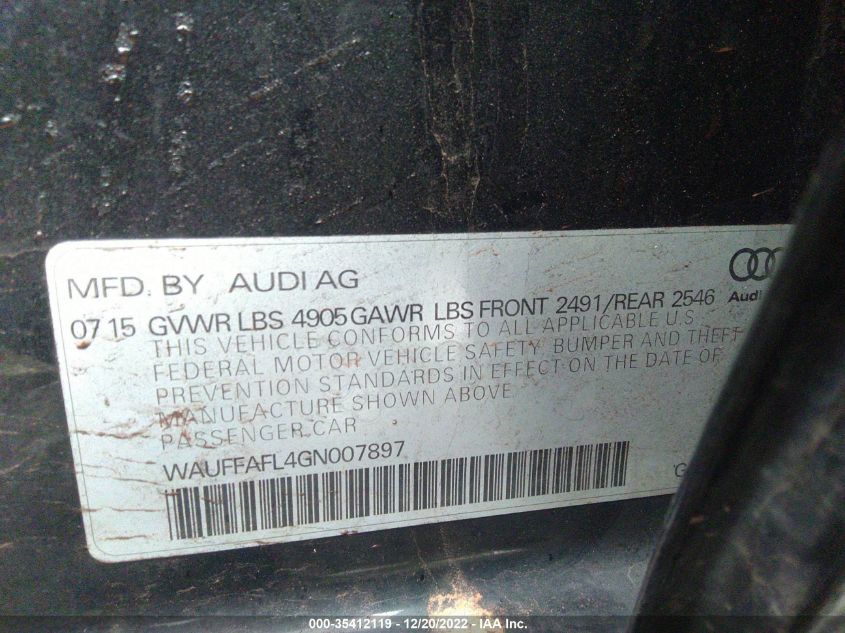 MFD. BY AUDI AG
Audi
07 15 GVWR LBS 4905 GAWR LBS FRONT 2491/REAR 2546
THIS VEHICLE CONFORMS TO ALL APPLICABLE U.S.
FEDERAL MOTOR VEHICLE SAFETY, BUMPER AND THEFT
PREVENTION STANDARDS IN EFFECT ON THE DATE OF
MANUFACTURE SHOWN ABOVE.
PASSENGER CAR
WAUFFAFL4GN007897
000-35412119 - 12/20/2022 - IAA Inc.